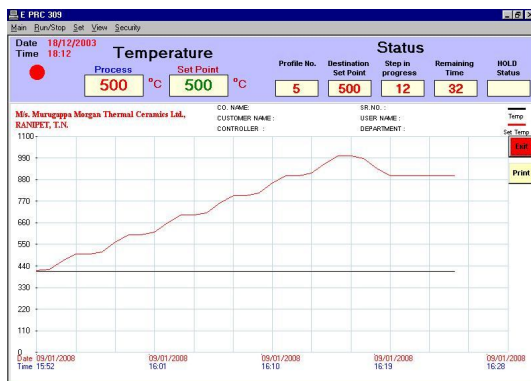 E PRC 309
Main Run/Stop Set View Security
Date 18/12/2003
Time 18:12
Temperature
Status
Process
Set Point
500 °C 500 °C
Profile No. Destination Set Point Step in progress Remaining Time HOLD Status
5 500 12 32
M/s. Murugappa Morgan Thermal Ceramics Ltd.,
RANIPET, T.N.
CO. NAME:
CUSTOMER NAME :
CONTROLLER :
SR.NO. :
USER NAME :
DEPARTMENT :
Temp
Set Temp
Exit
Print
1100
990
880
770
660
550
440
330
220
110
0
Date 09/01/2008 09/01/2008 09/01/2008 09/01/2008 09/01/2008
Time 15:52 16:01 16:10 16:19 16:28